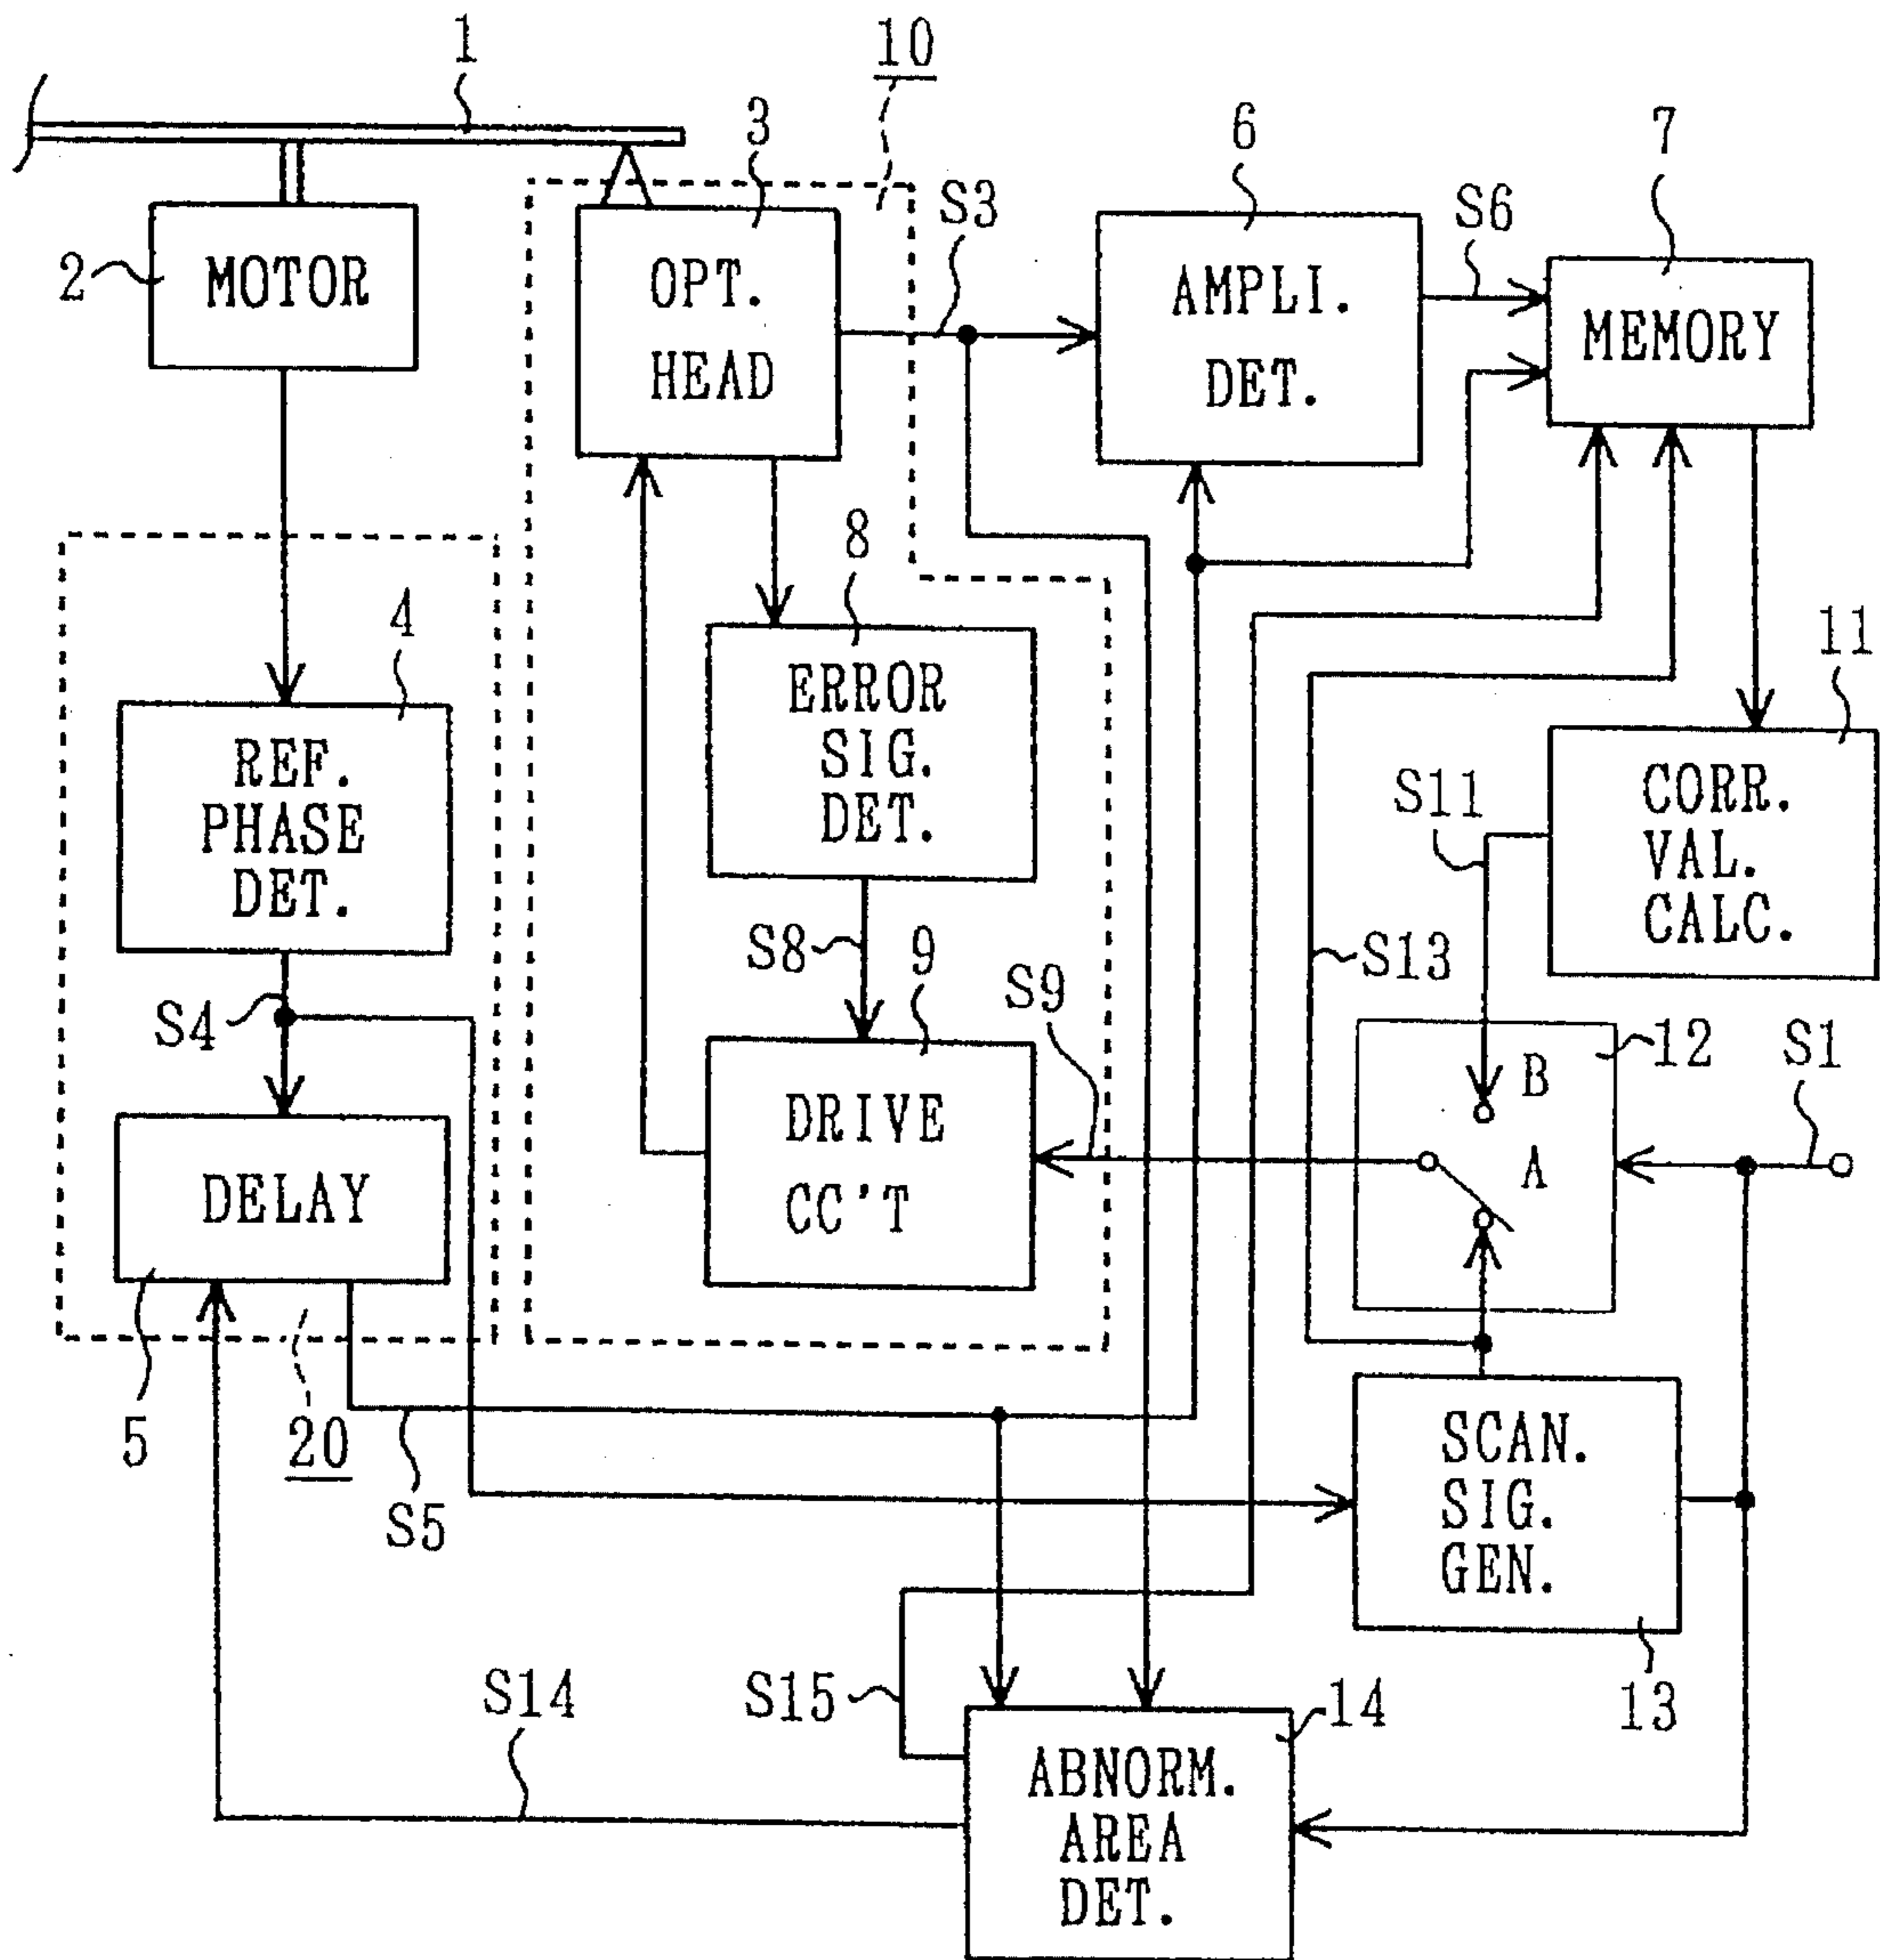 1
10
3
6
7
S3
S6
2
MOTOR
OPT.
HEAD
AMPLI.
DET.
MEMORY
8
4
11
REF.
PHASE
DET.
ERROR
SIG.
DET.
CORR.
VAL.
CALC.
S11
S13
S4
S8
9
S9
12
S1
B
A
DELAY
DRIVE
CC'T
5
20
S5
SCAN.
SIG.
GEN.
13
S14
S15
14
ABNORM.
AREA
DET.